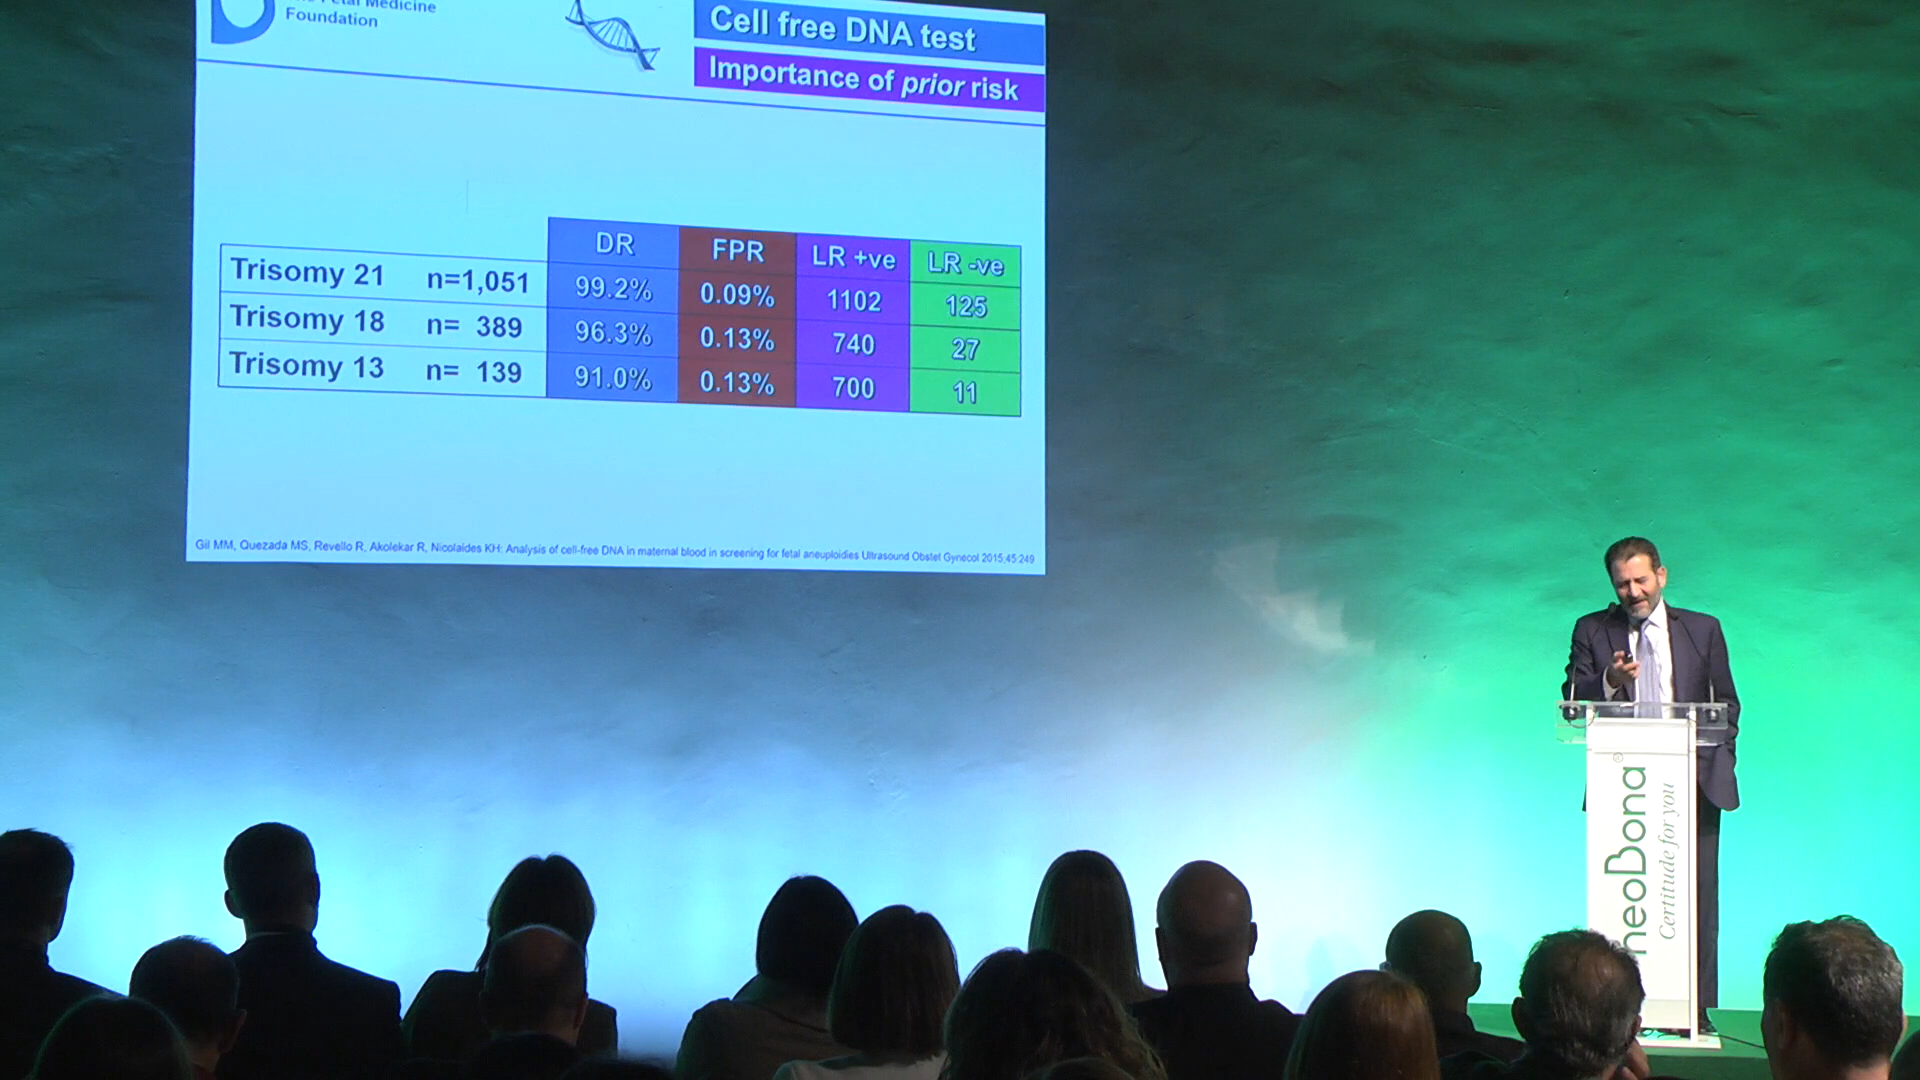 Fetal Medicine
Foundation
Cell free DNA test
Importance of prior risk
DR FPR LR +ve LR -ve
Trisomy 21 n=1,051 99.2% 0.09% 1102 125
Trisomy 18 n= 389 96.3% 0.13% 740 27
Trisomy 13 n= 139 91.0% 0.13% 700 11
Gil MM, Quezada MS, Revello R, Akolekar R, Nicolaides KH: Analysis of cell-free DNA in maternal blood in screening for fetal aneuploidies Ultrasound Obstet Gynecol 2015;45:249
neoBona®
Certitude for you